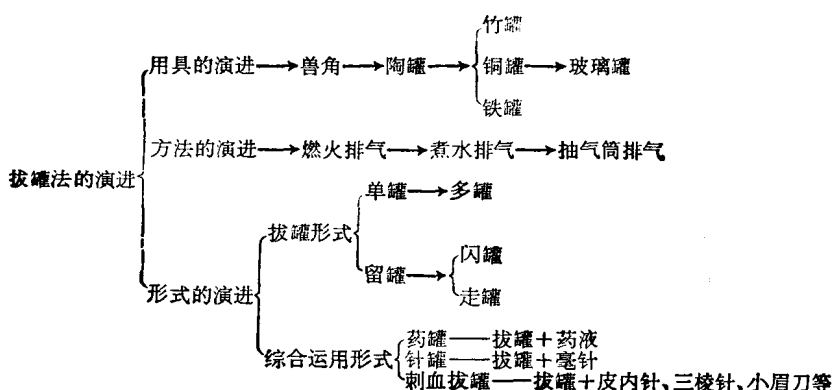 竹罐
用具的演进→兽角→陶罐→铜罐→玻璃罐
铁罐
方法的演进→燃火排气→煮水排气→抽气筒排气
拔罐法的演进
单罐→多罐
拔罐形式
闪罐
留罐→
走罐
形式的演进
药罐——拔罐+药液
综合运用形式 针罐——拔罐+毫针
刺血拔罐——拔罐+皮内针,三棱针,小眉刀等